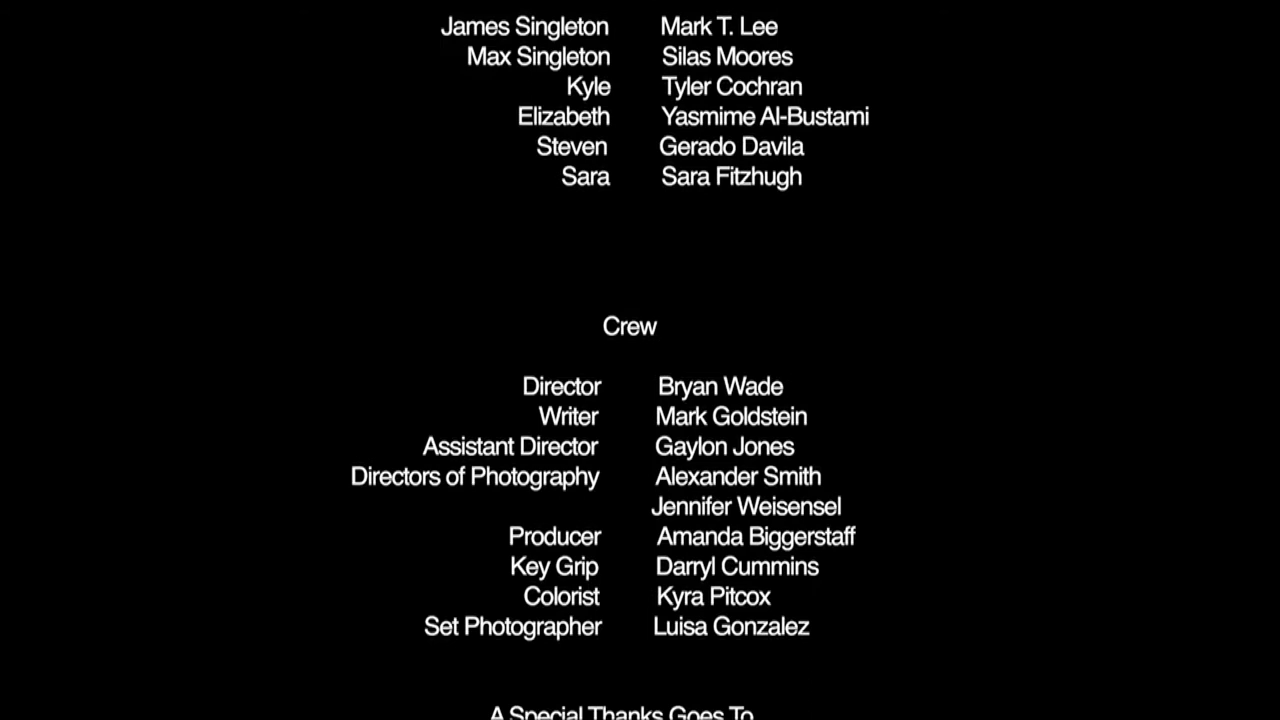 James Singleton Mark T. Lee
Max Singleton Silas Moores
Kyle Tyler Cochran
Elizabeth Yasmime Al-Bustami
Steven Gerado Davila
Sara Sara Fitzhugh
Crew
Director Bryan Wade
Writer Mark Goldstein
Assistant Director Gaylon Jones
Directors of Photography Alexander Smith
Jennifer Weisensel
Producer Amanda Biggerstaff
Key Grip Darryl Cummins
Colorist Kyra Pitcox
Set Photographer Luisa Gonzalez
A Special Thanks Goes To